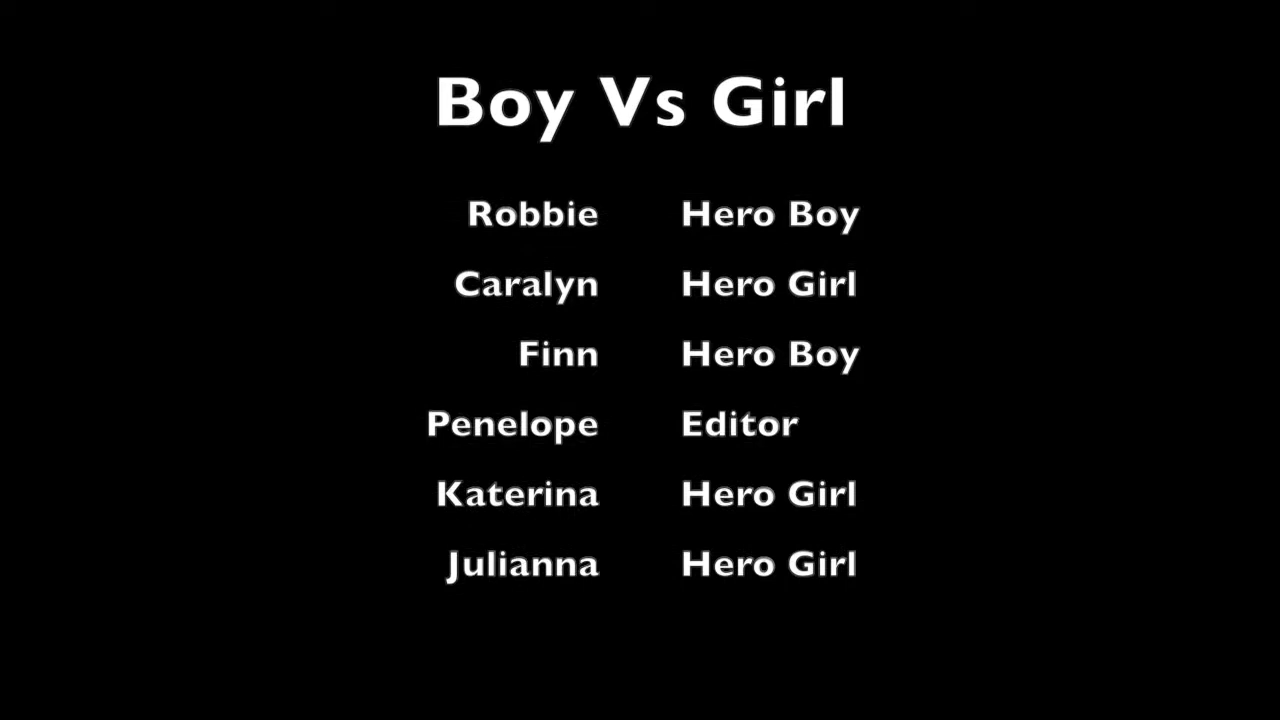 Boy Vs Girl
Robbie Hero Boy
Caralyn Hero Girl
Finn Hero Boy
Penelope Editor
Katerina Hero Girl
Julianna Hero Girl